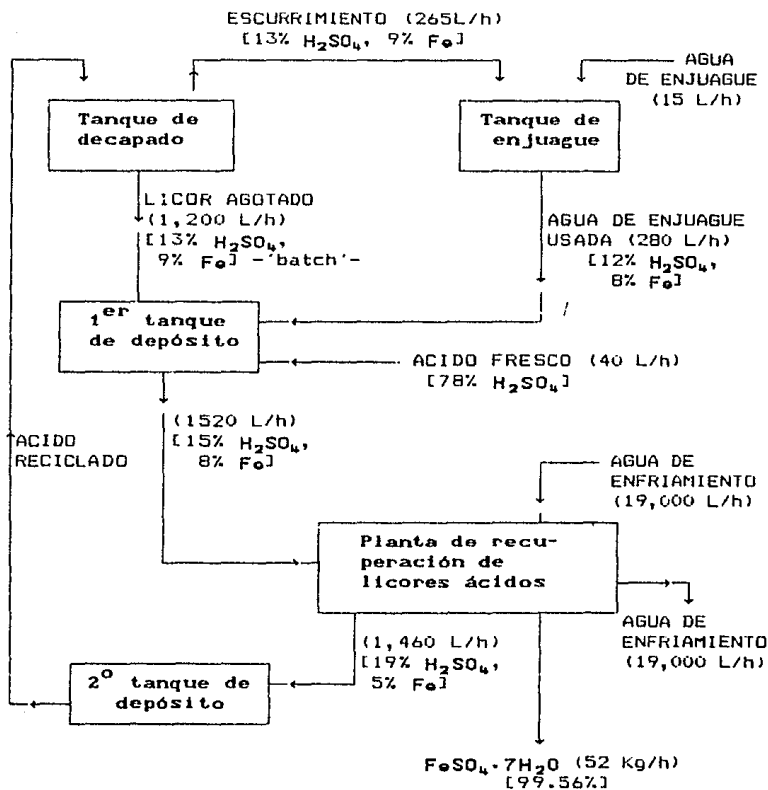 ESCURRIMIENTO (265L/h)
[13% H₂SO₄, 9% Fe]
AGUA
DE ENJUAGUE
(15 L/h)
Tanque de
decapado
Tanque de
enjuague
LICOR AGOTADO
(1,200 L/h)
[13% H₂SO₄,
9% Fe] -'batch'-
AGUA DE ENJUAGUE
USADA (280 L/h)
[12% H₂SO₄,
8% Fe]
1er tanque
de depósito
ACIDO FRESCO (40 L/h)
[78% H₂SO₄]
(1520 L/h)
[15% H₂SO₄,
8% Fe]
ACIDO
RECICLADO
AGUA DE
ENFRIAMIENTO
(19,000 L/h)
Planta de recu-
peración de
licores ácidos
AGUA DE
ENFRIAMIENTO
(19,000 L/h)
(1,460 L/h)
[19% H₂SO₄,
5% Fe]
2º tanque de
depósito
FeSO₄·7H2O (52 Kg/h)
[99.56%]